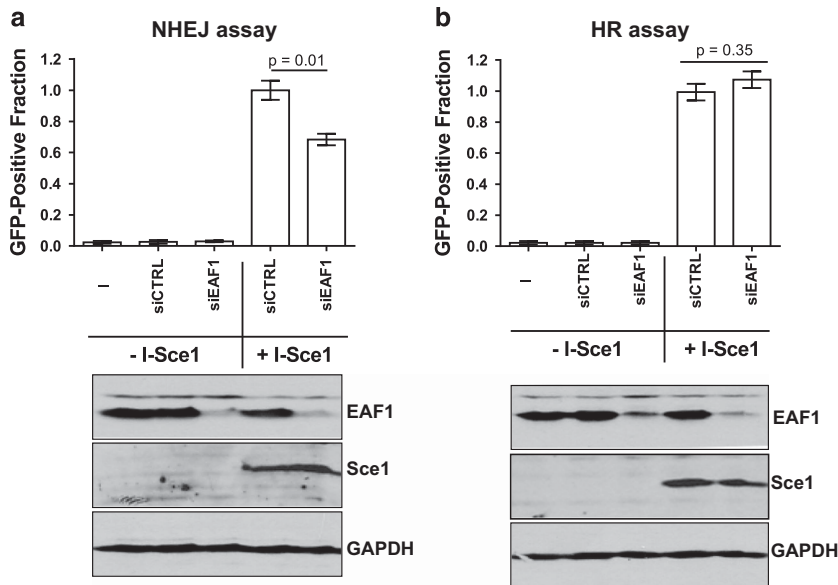 a
NHEJ assay
GFP-Positive Fraction
1.2
1.0
0.8
0.6
0.4
0.2
0.0
p = 0.01
–
siCTRL
siEAF1
siCTRL
siEAF1
- I-Sce1
+ I-Sce1
EAF1
Sce1
GAPDH
b
HR assay
GFP-Positive Fraction
1.2
1.0
0.8
0.6
0.4
0.2
0.0
p = 0.35
–
siCTRL
siEAF1
siCTRL
siEAF1
- I-Sce1
+ I-Sce1
EAF1
Sce1
GAPDH